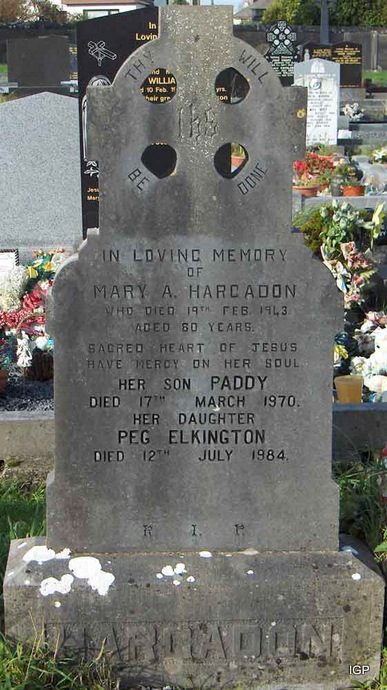 THY WILL
IHS
BE DONE
IN LOVING MEMORY
OF
MARY A. HARGADON
WHO DIED 19TH FEB. 1943.
AGED 60 YEARS.
SACRED HEART OF JESUS
HAVE MERCY ON HER SOUL
HER SON PADDY
DIED 17TH MARCH 1970.
HER DAUGHTER
PEG ELKINGTON
DIED 12TH JULY 1984.
R. I. P.
HARGADON
IGP